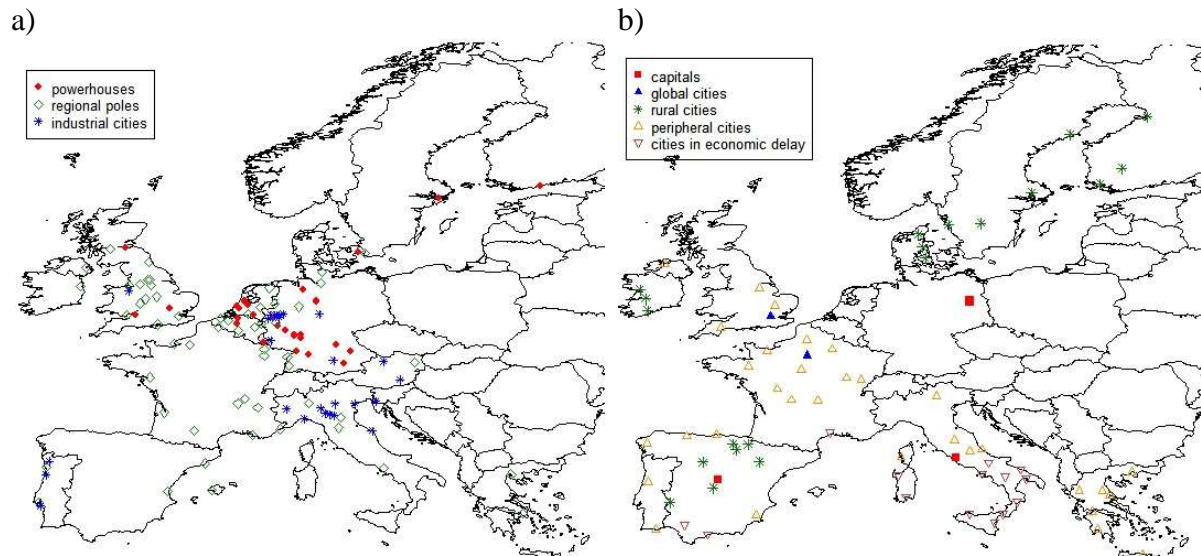 a)
powerhouses
regional poles
industrial cities
b)
capitals
global cities
rural cities
peripheral cities
cities in economic delay